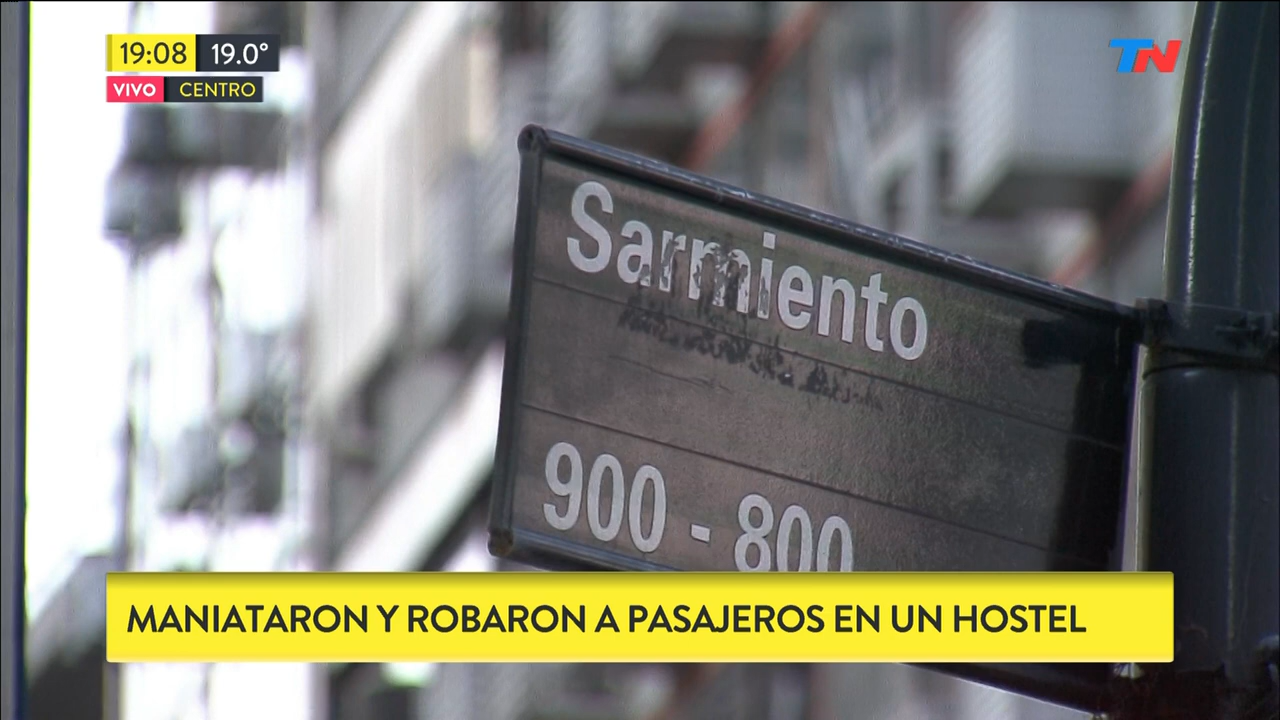 19:08 19.0°
TN
VIVO CENTRO
Sarmiento
900 - 800
MANIATARON Y ROBARON A PASAJEROS EN UN HOSTEL